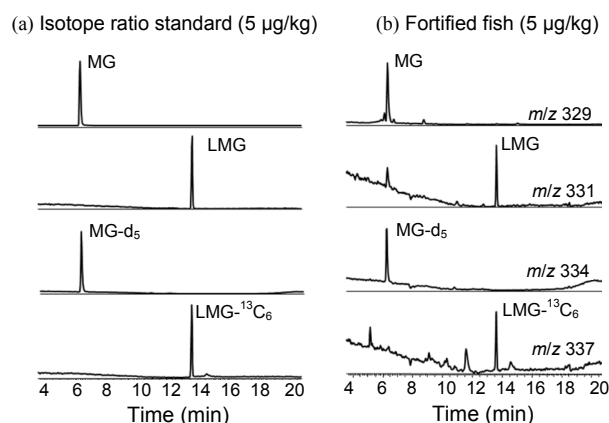 (a) Isotope ratio standard (5 µg/kg)
MG
LMG
MG-d₅
LMG-¹³C₆
4 6 8 10 12 14 16 18 20
Time (min)
(b) Fortified fish (5 µg/kg)
MG
m/z 329
LMG
m/z 331
MG-d₅
m/z 334
LMG-¹³C₆
m/z 337
4 6 8 10 12 14 16 18 20
Time (min)